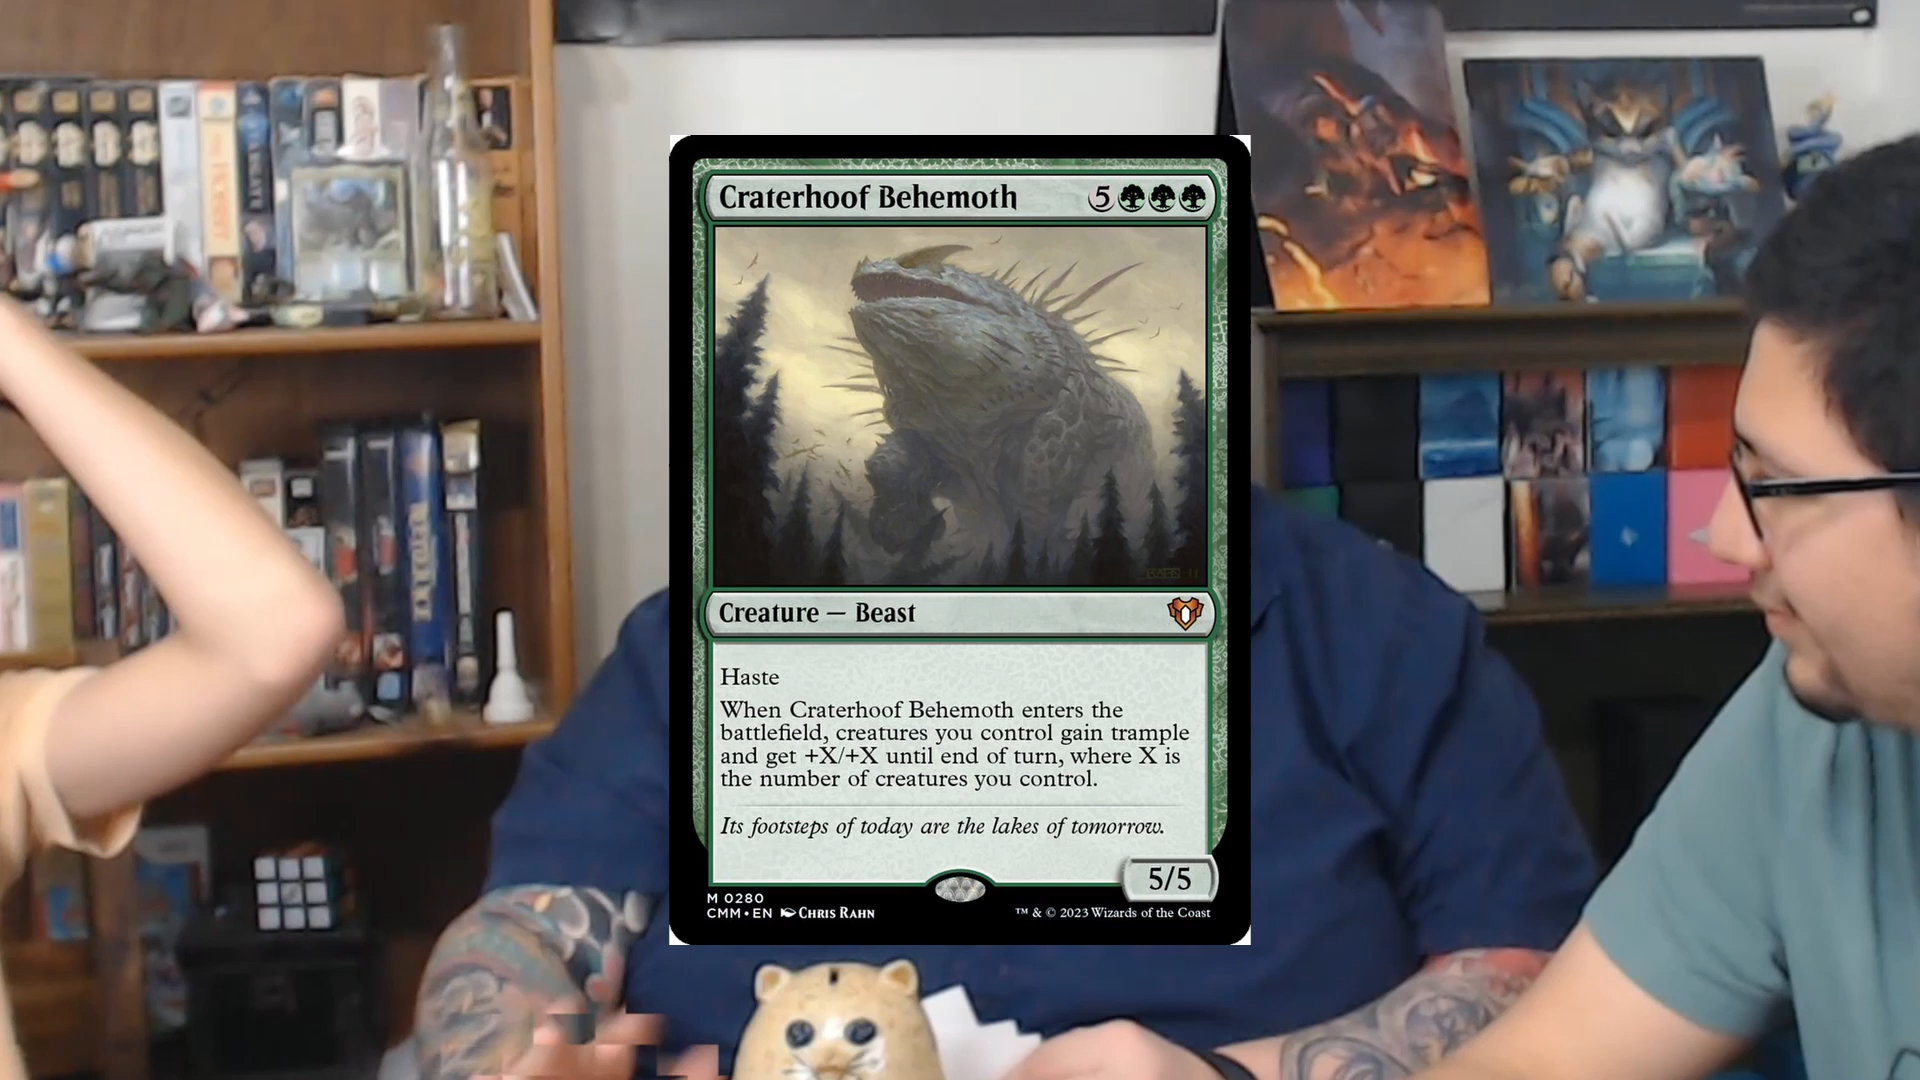 Craterhoof Behemoth 5
Creature — Beast
Haste
When Craterhoof Behemoth enters the
battlefield, creatures you control gain trample
and get +X/+X until end of turn, where X is
the number of creatures you control.
Its footsteps of today are the lakes of tomorrow.
5/5
M 0280
CMM • EN CHRIS RAHN
™ & © 2023 Wizards of the Coast